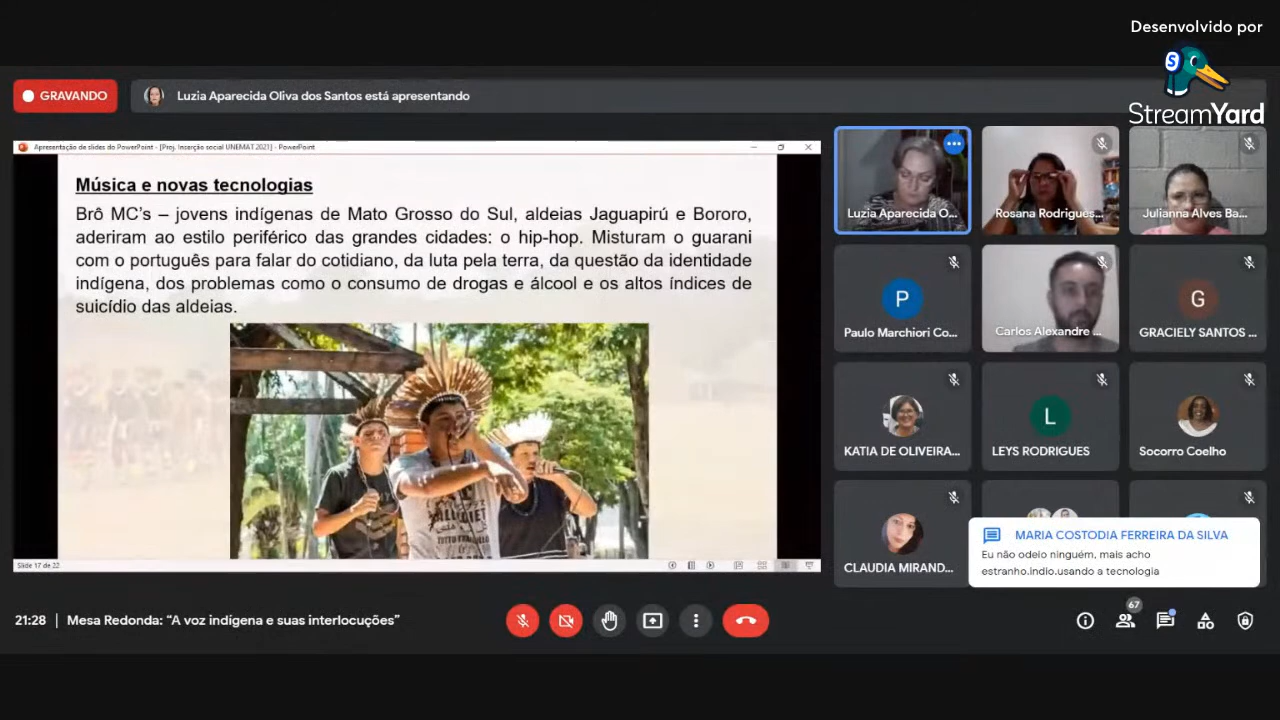 Desenvolvido por
StreamYard
GRAVANDO
Luzia Aparecida Oliva dos Santos está apresentando
Apresentação de slides do PowerPoint - [Proj. Inserção social UNEMAT2021] - PowerPoint
Música e novas tecnologias
Brô MC's – jovens indígenas de Mato Grosso do Sul, aldeias Jaguapirú e Bororo,
aderiram ao estilo periférico das grandes cidades: o hip-hop. Misturam o guarani
com o português para falar do cotidiano, da luta pela terra, da questão da identidade
indígena, dos problemas como o consumo de drogas e álcool e os altos índices de
suicídio das aldeias.
Slide 17 de 22
Luzia Aparecida O...
Rosana Rodrigues...
Julianna Alves Ba...
P
Paulo Marchiori Co...
Carlos Alexandre ...
G
GRACIELY SANTOS ...
KATIA DE OLIVEIRA...
L
LEYS RODRIGUES
Socorro Coelho
CLAUDIA MIRAND...
MARIA CUSTODIA FERREIRA DA SILVA
Eu não odeio ninguém, mais acho
estranho.indio.usando a tecnologia
21:28 | Mesa Redonda: “A voz indígena e suas interlocuções”
67